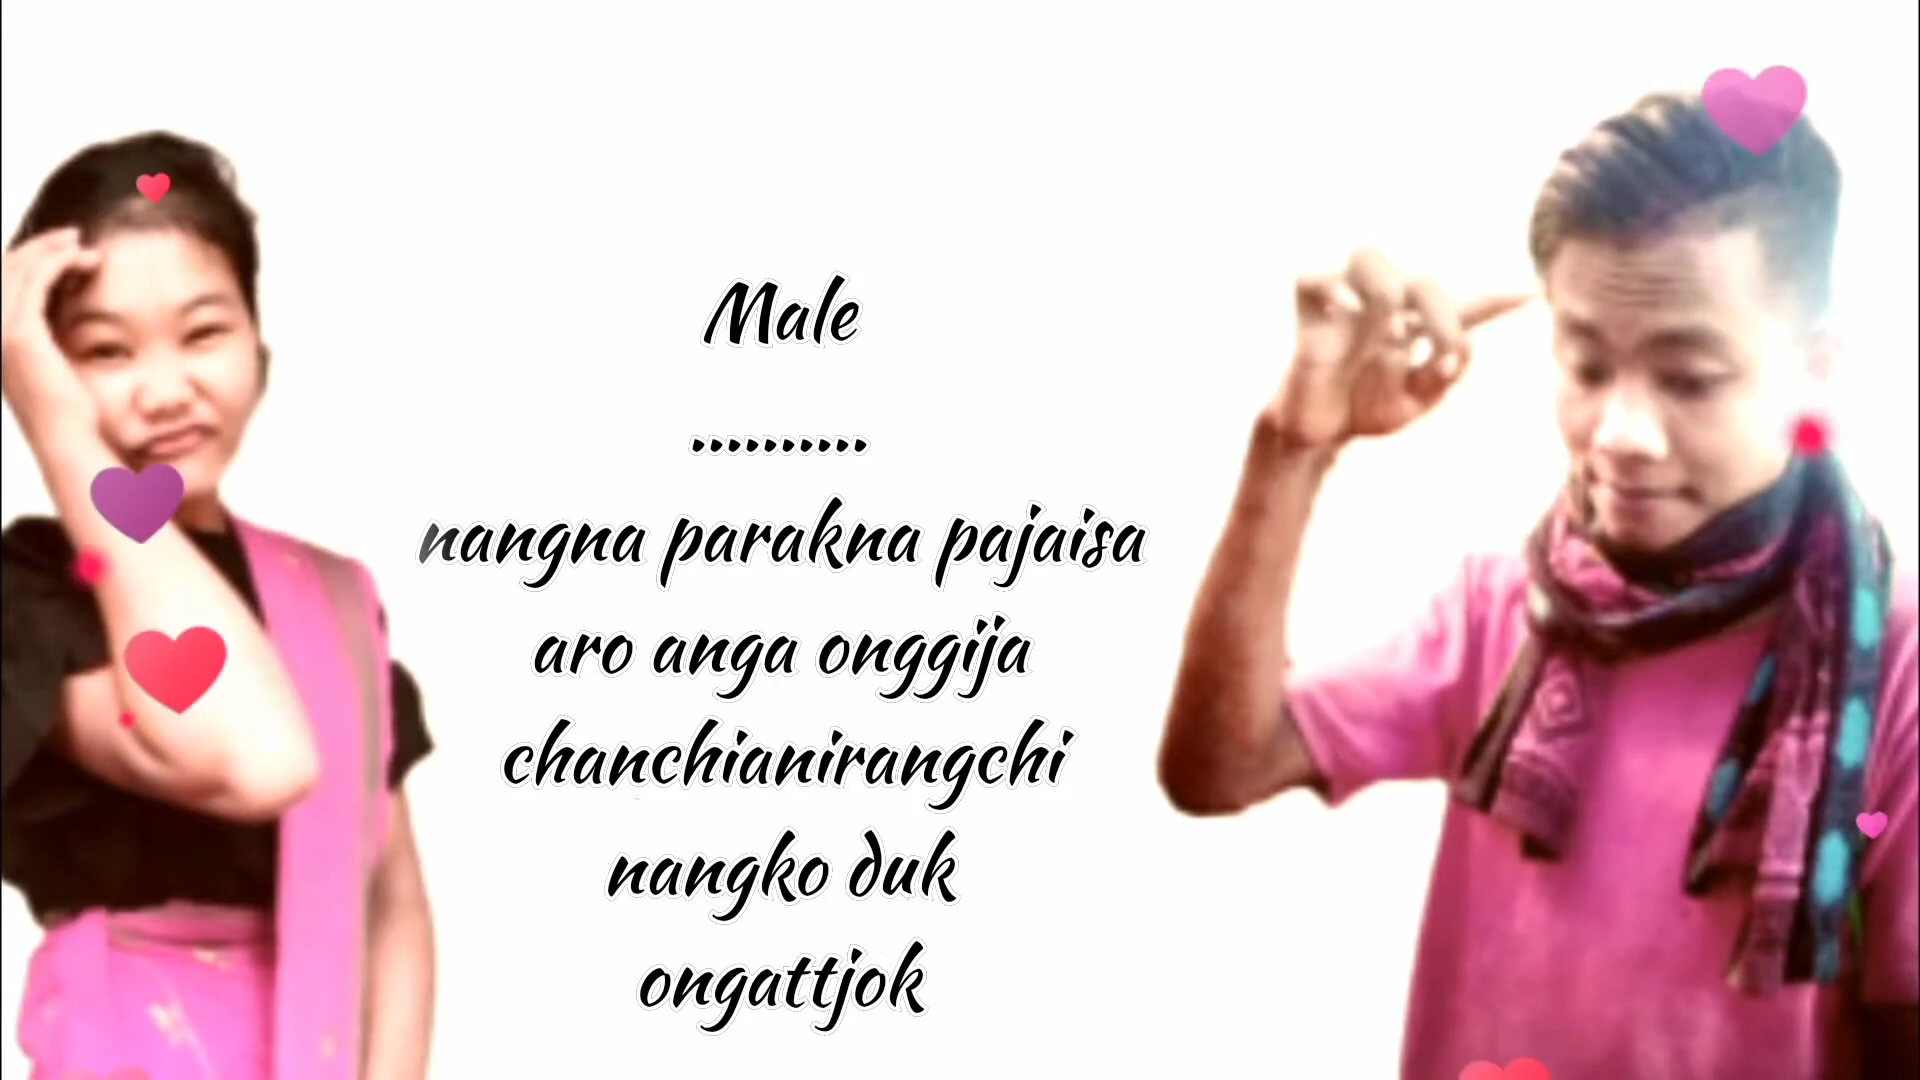 Male
..........
nangna parakna pajaisa
aro anga onggija
chanchianirangchi
nangko duk
ongattjok